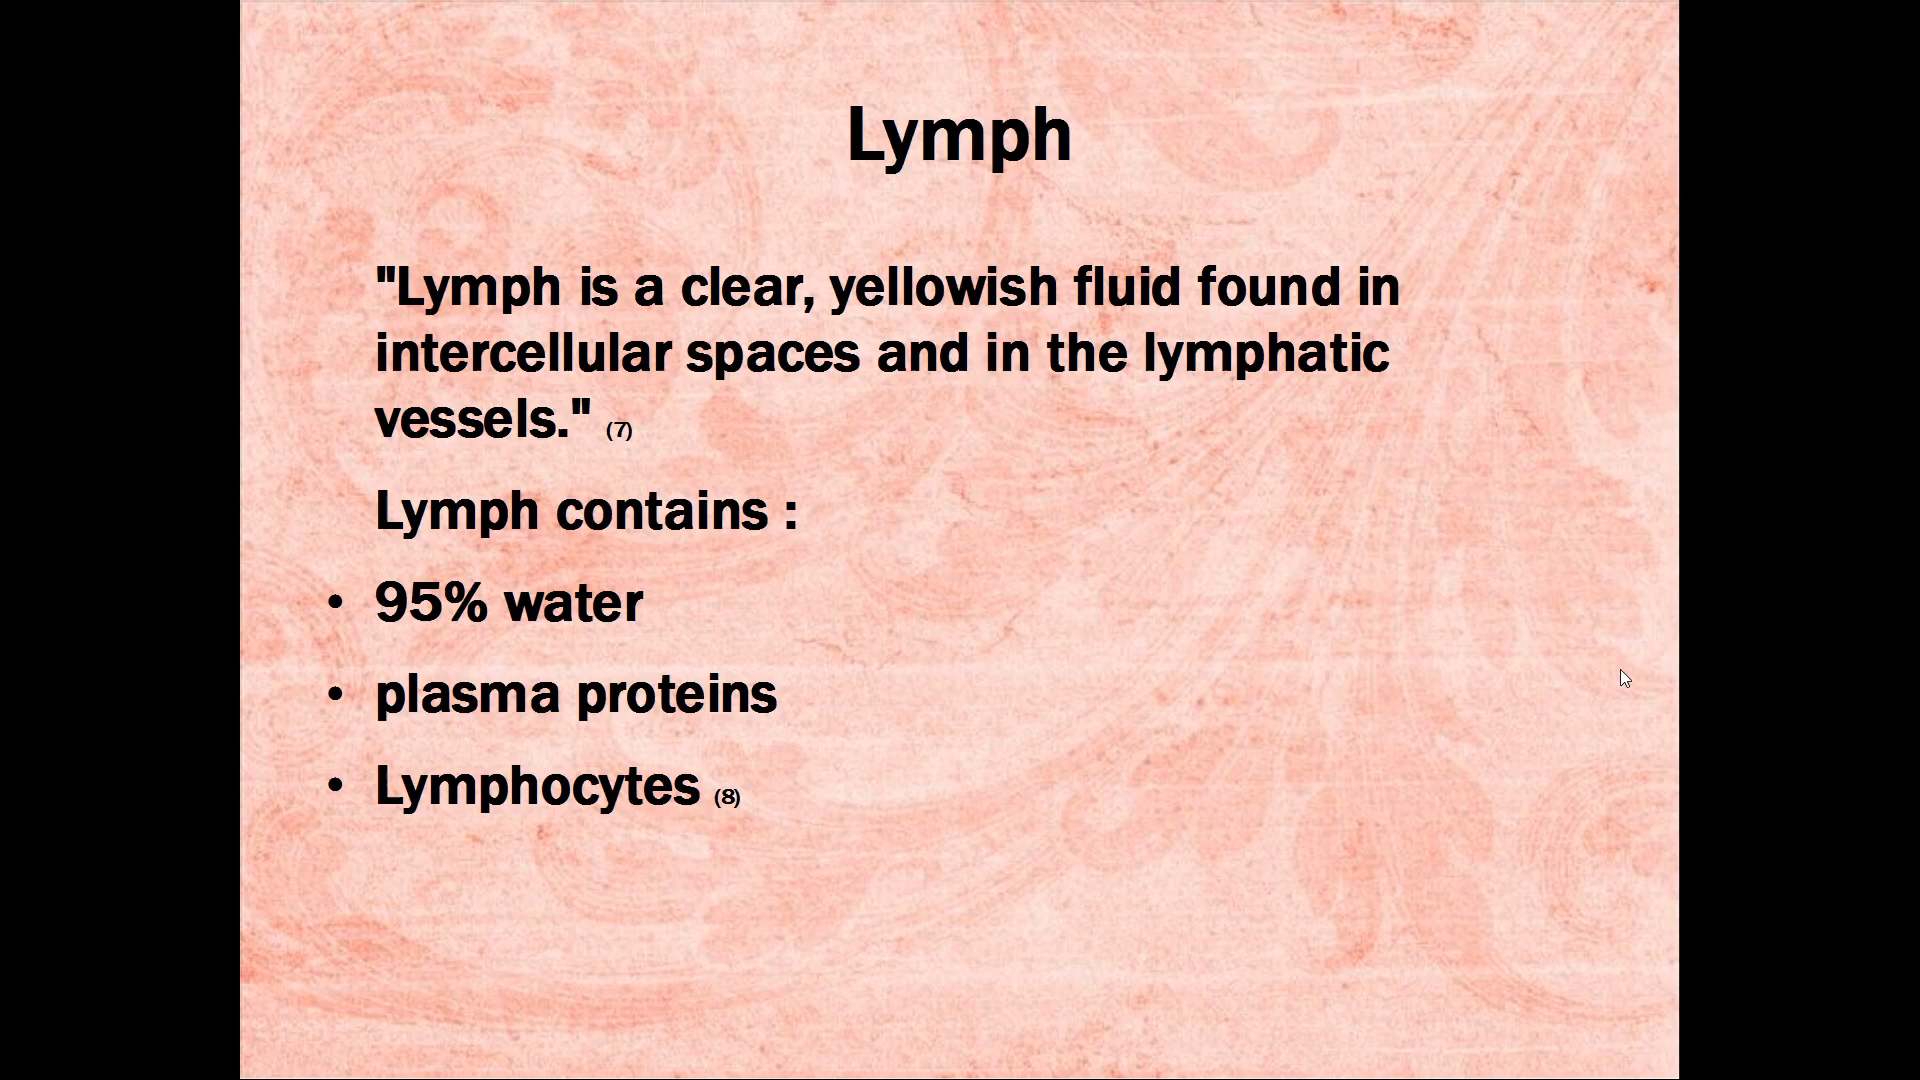 Lymph
"Lymph is a clear, yellowish fluid found in
intercellular spaces and in the lymphatic
vessels." (7)
Lymph contains :
• 95% water
• plasma proteins
• Lymphocytes (8)